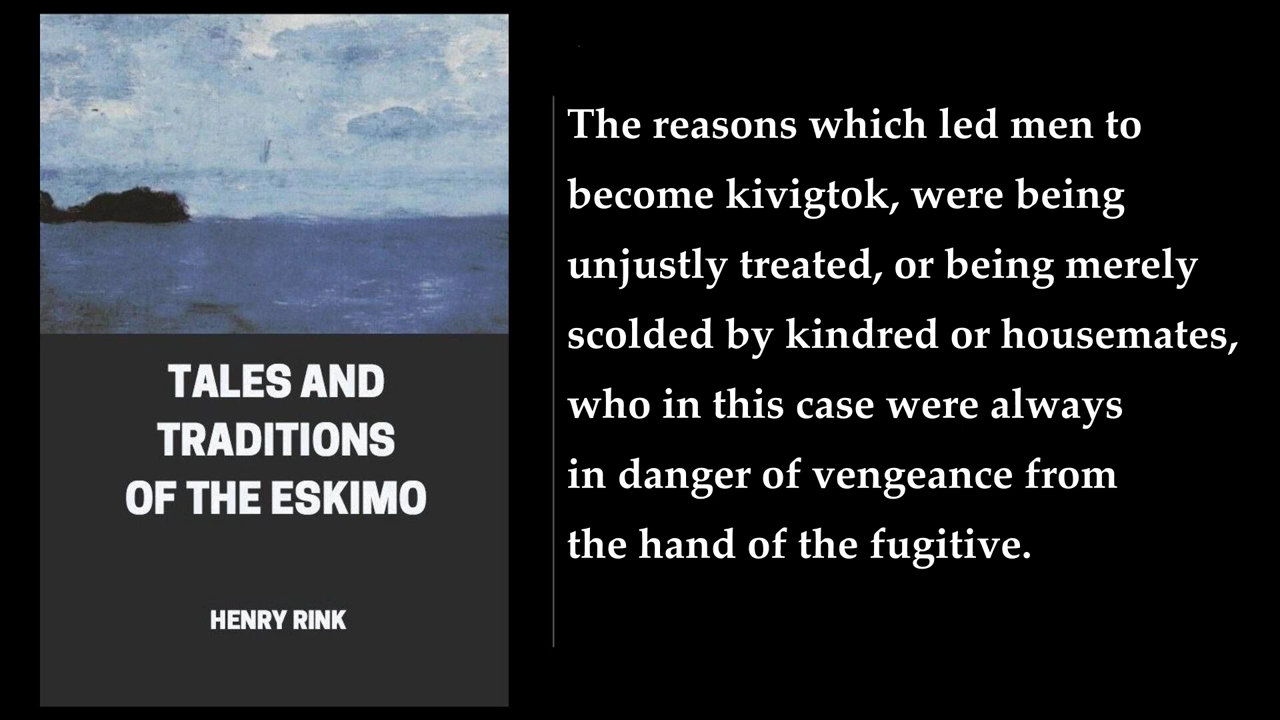 TALES AND
TRADITIONS
OF THE ESKIMO
HENRY RINK
The reasons which led men to
become kivigtok, were being
unjustly treated, or being merely
scolded by kindred or housemates,
who in this case were always
in danger of vengeance from
the hand of the fugitive.